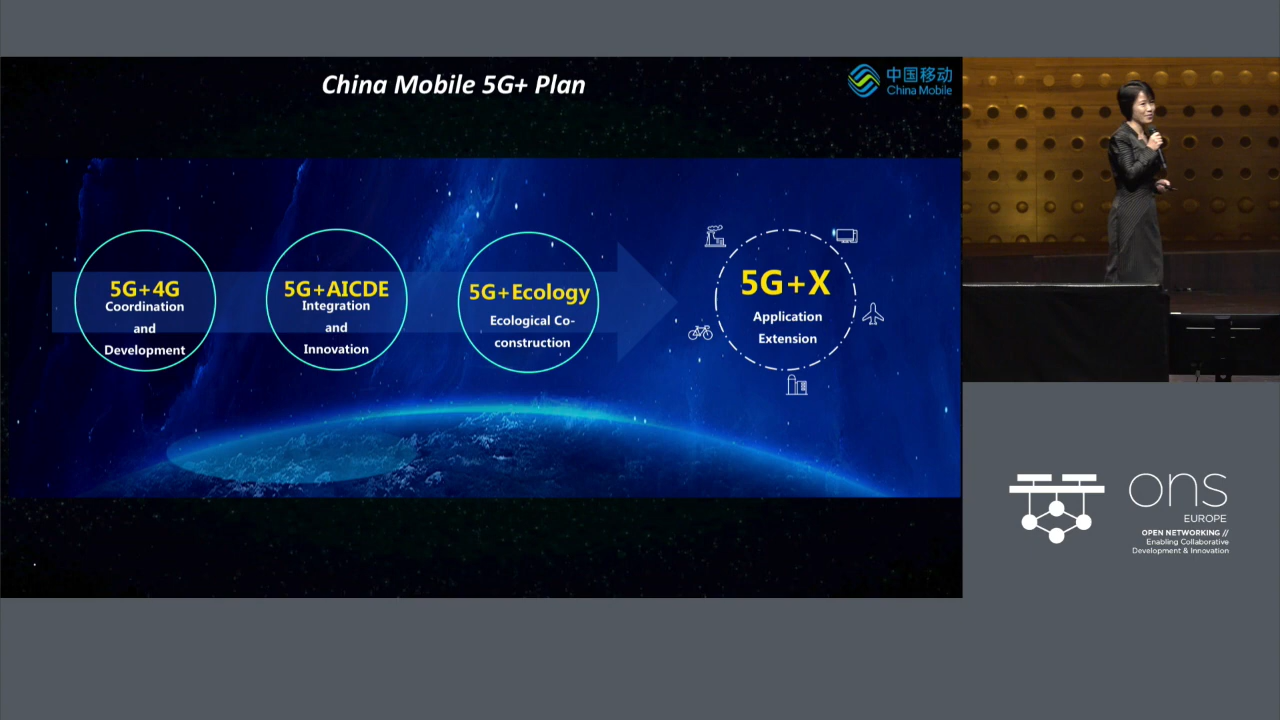 China Mobile 5G+ Plan
中国移动
China Mobile
5G+4G
Coordination
and
Development
5G+AICDE
Integration
and
Innovation
5G+Ecology
Ecological Co-
construction
5G+X
Application
Extension
ons
EUROPE
OPEN NETWORKING //
Enabling Collaborative
Development & Innovation